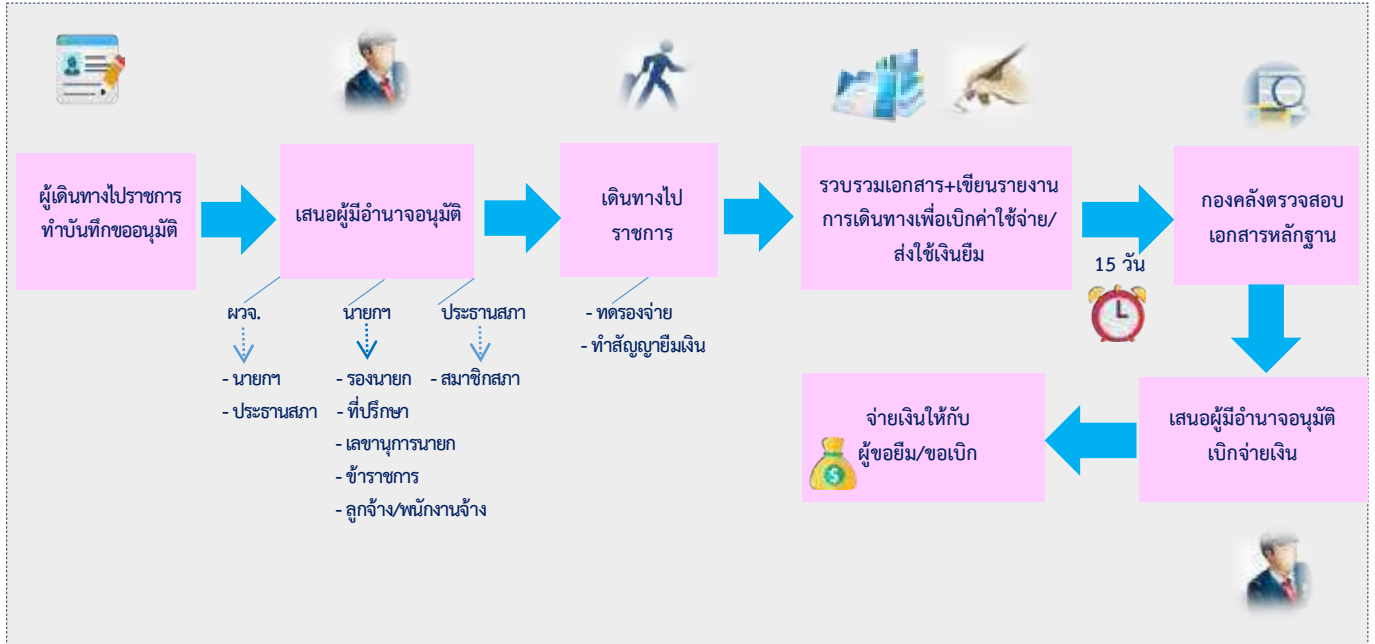 ผู้เดินทางไปราชการ
ทำบันทึกขออนุมัติ
เสนอผู้มีอำนาจอนุมัติ
เดินทางไป
ราชการ
รวบรวมเอกสาร+เขียนรายงาน
การเดินทางเพื่อเบิกค่าใช้จ่าย/
ส่งใช้เงินยืม
15 วัน
กองคลังตรวจสอบ
เอกสารหลักฐาน
ผวจ.
- นายกฯ
- ประธานสภา
นายกฯ
- รองนายก
- ที่ปรึกษา
- เลขานุการนายก
- ข้าราชการ
- ลูกจ้าง/พนักงานจ้าง
ประธานสภา
- สมาชิกสภา
- ทดรองจ่าย
- ทำสัญญายืมเงิน
เสนอผู้มีอำนาจอนุมัติ
เบิกจ่ายเงิน
จ่ายเงินให้กับ
ผู้ขอยืม/ขอเบิก